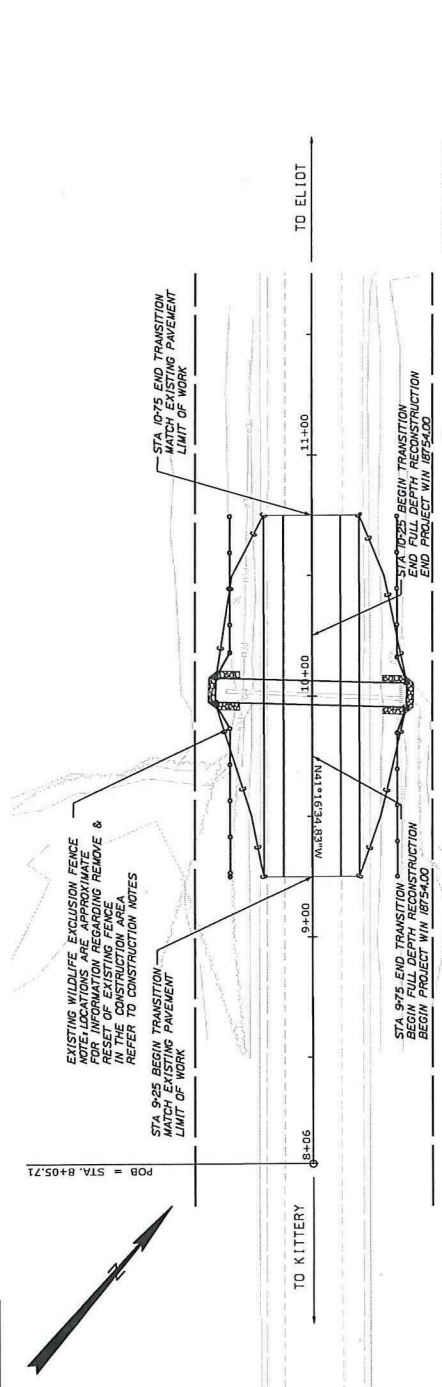 EXISTING WILDLIFE EXCLUSION FENCE
NOTE: LOCATIONS ARE APPROXIMATE
FOR INFORMATION REGARDING REMOVE &
RESET OF EXISTING FENCE
IN THE CONSTRUCTION AREA
REFER TO CONSTRUCTION NOTES
STA 9+25 BEGIN TRANSITION
MATCH EXISTING PAVEMENT
LIMIT OF WORK
STA 10+75 END TRANSITION
MATCH EXISTING PAVEMENT
LIMIT OF WORK
POB = STA. 8+05.71
TO KITTERY
8+06
9+00
N41°16'34.83"W
10+00
11+00
TO ELIOT
STA 9+75 END TRANSITION
BEGIN FULL DEPTH RECONSTRUCTION
BEGIN PROJECT WIN 18754.00
STA 10+25 BEGIN TRANSITION
END FULL DEPTH RECONSTRUCTION
END PROJECT WIN 18754.00